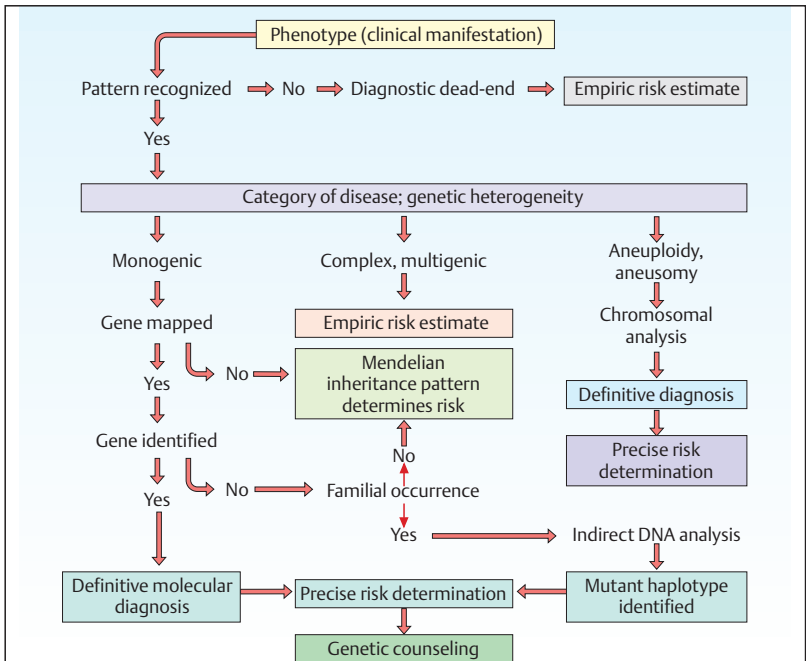 Phenotype (clinical manifestation)
Pattern recognized
No
Diagnostic dead-end
Empiric risk estimate
Yes
Category of disease; genetic heterogeneity
Monogenic
Complex, multigenic
Aneuploidy,
aneusomy
Gene mapped
Empiric risk estimate
Chromosomal
analysis
Yes
No
Mendelian
inheritance pattern
determines risk
Definitive diagnosis
Gene identified
No
Precise risk
determination
Yes
No
Familial occurrence
Yes
Indirect DNA analysis
Definitive molecular
diagnosis
Precise risk determination
Mutant haplotype
identified
Genetic counseling